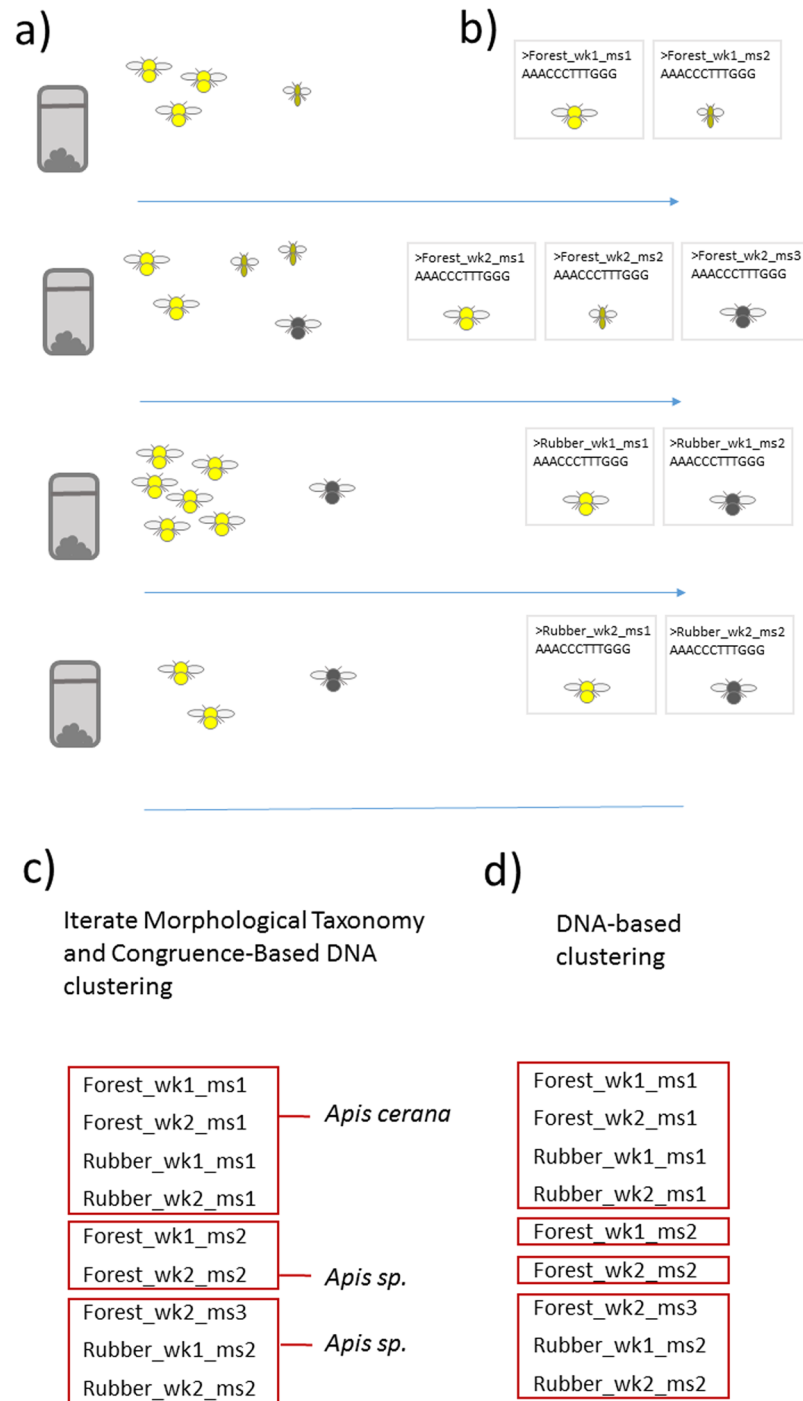 a)
b)
>Forest_wk1_ms1
AAACCCTTTGGG
>Forest_wk1_ms2
AAACCCTTTGGG
>Forest_wk2_ms1
AAACCCTTTGGG
>Forest_wk2_ms2
AAACCCTTTGGG
>Forest_wk2_ms3
AAACCCTTTGGG
>Rubber_wk1_ms1
AAACCCTTTGGG
>Rubber_wk1_ms2
AAACCCTTTGGG
>Rubber_wk2_ms1
AAACCCTTTGGG
>Rubber_wk2_ms2
AAACCCTTTGGG
c)
Iterate Morphological Taxonomy
and Congruence-Based DNA
clustering
Forest_wk1_ms1
Forest_wk2_ms1
Rubber_wk1_ms1
Rubber_wk2_ms1
Apis cerana
Forest_wk1_ms2
Forest_wk2_ms2
Apis sp.
Forest_wk2_ms3
Rubber_wk1_ms2
Rubber_wk2_ms2
Apis sp.
d)
DNA-based
clustering
Forest_wk1_ms1
Forest_wk2_ms1
Rubber_wk1_ms1
Rubber_wk2_ms1
Forest_wk1_ms2
Forest_wk2_ms2
Forest_wk2_ms3
Rubber_wk1_ms2
Rubber_wk2_ms2